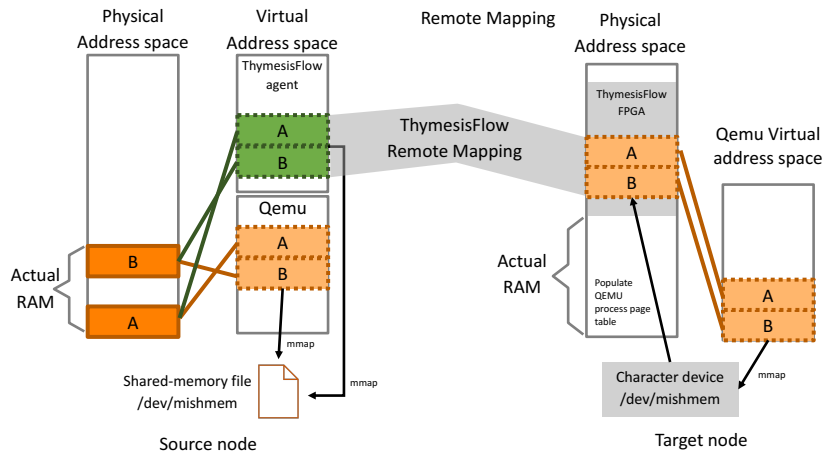 Physical
Address space
Virtual
Address space
Remote Mapping
Physical
Address space
ThymesisFlow
agent
A
B
Qemu
A
B
B
A
Actual
RAM
mmap
mmap
Shared-memory file
/dev/mishmem
Source node
ThymesisFlow
Remote Mapping
ThymesisFlow
FPGA
A
B
Qemu Virtual
address space
Actual
RAM
Populate
QEMU
process page
table
A
B
mmap
Character device
/dev/mishmem
Target node